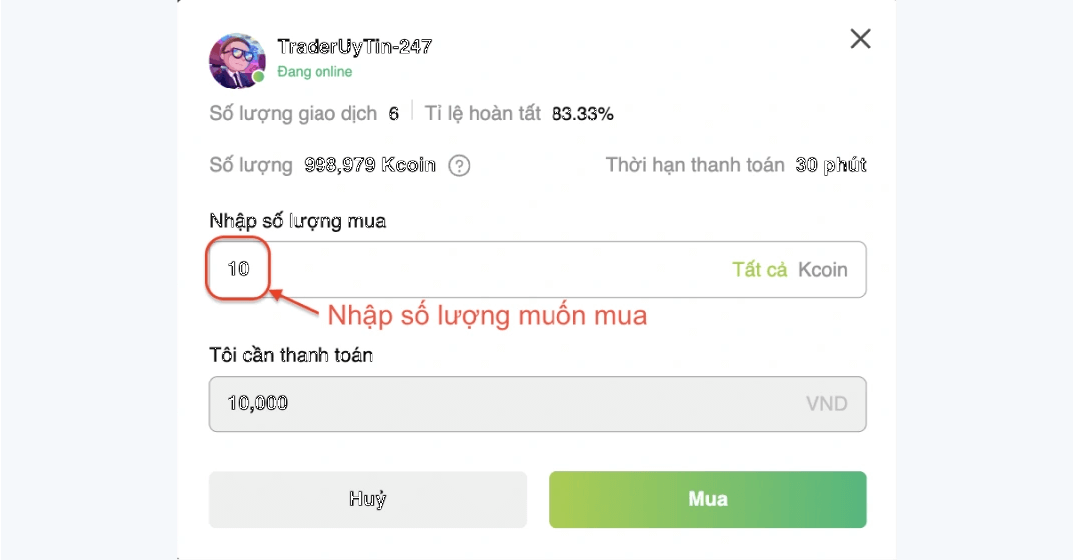 TraderUyTin-247
Đang online
Số lượng giao dịch 6 Tỉ lệ hoàn tất 83.33%
Số lượng 998,979 Kcoin ? Thời hạn thanh toán 30 phút
Nhập số lượng mua
10 Tất cả Kcoin
Nhập số lượng muốn mua
Tôi cần thanh toán
10,000 VND
Huỷ Mua